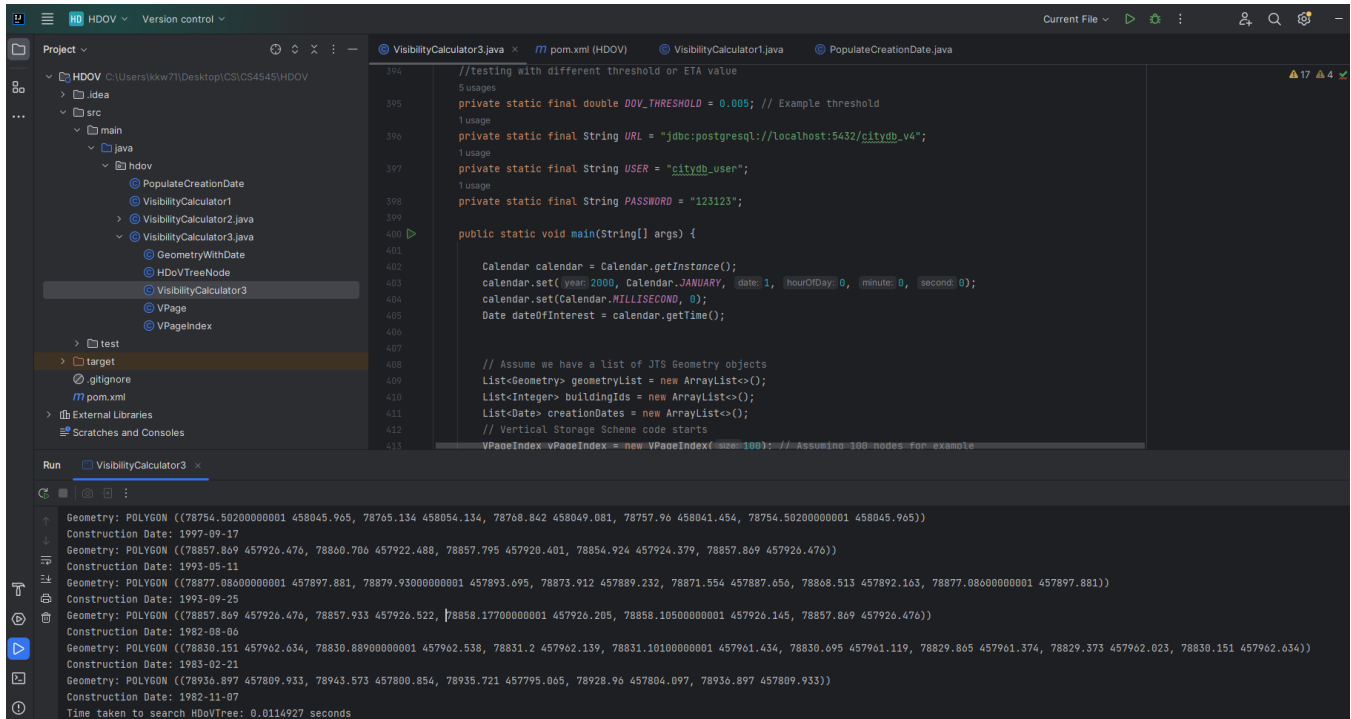 HD HDOV Version control Current File
Project
VisibilityCalculator3.java pom.xml (HDOV) VisibilityCalculator1.java PopulateCreationDate.java
HDOV C:\Users\kkw71\Desktop\CS\CS4545\HDOV
.idea
src
main
java
hdov
PopulateCreationDate
VisibilityCalculator1
VisibilityCalculator2.java
VisibilityCalculator3.java
GeometryWithDate
HDoVTreeNode
VisibilityCalculator3
VPage
VPageIndex
test
target
.gitignore
pom.xml
External Libraries
Scratches and Consoles
17 4
394 //testing with different threshold or ETA value
5 usages
395 private static final double DOV_THRESHOLD = 0.005; // Example threshold
1 usage
396 private static final String URL = "jdbc:postgresql://localhost:5432/citydb_v4";
1 usage
397 private static final String USER = "citydb_user";
1 usage
398 private static final String PASSWORD = "123123";
399
400 public static void main(String[] args) {
401
402 Calendar calendar = Calendar.getInstance();
403 calendar.set( year: 2000, Calendar.JANUARY, date: 1, hourOfDay: 0, minute: 0, second: 0);
404 calendar.set(Calendar.MILLISECOND, 0);
405 Date dateOfInterest = calendar.getTime();
406
407
408 // Assume we have a list of JTS Geometry objects
409 List<Geometry> geometryList = new ArrayList<>();
410 List<Integer> buildingIds = new ArrayList<>();
411 List<Date> creationDates = new ArrayList<>();
412 // Vertical Storage Scheme code starts
413 VPageIndex vPageIndex = new VPageIndex( size: 100); // Assuming 100 nodes for example
Run VisibilityCalculator3
Geometry: POLYGON ((78754.50200000001 458045.965, 78765.134 458054.134, 78768.842 458049.081, 78757.96 458041.454, 78754.50200000001 458045.965))
Construction Date: 1997-09-17
Geometry: POLYGON ((78857.869 457926.476, 78860.706 457922.488, 78857.795 457920.401, 78854.924 457924.379, 78857.869 457926.476))
Construction Date: 1993-05-11
Geometry: POLYGON ((78877.08600000001 457897.881, 78879.93000000001 457893.695, 78873.912 457889.232, 78871.554 457887.656, 78868.513 457892.163, 78877.08600000001 457897.881))
Construction Date: 1993-09-25
Geometry: POLYGON ((78857.869 457926.476, 78857.933 457926.522, 78858.17700000001 457926.205, 78858.10500000001 457926.145, 78857.869 457926.476))
Construction Date: 1982-08-06
Geometry: POLYGON ((78830.151 457962.634, 78830.88900000001 457962.538, 78831.2 457962.139, 78831.10100000001 457961.434, 78830.695 457961.119, 78829.865 457961.374, 78829.373 457962.023, 78830.151 457962.634))
Construction Date: 1983-02-21
Geometry: POLYGON ((78936.897 457809.933, 78943.573 457800.854, 78935.721 457795.065, 78928.96 457804.097, 78936.897 457809.933))
Construction Date: 1982-11-07
Time taken to search HDoVTree: 0.0114927 seconds